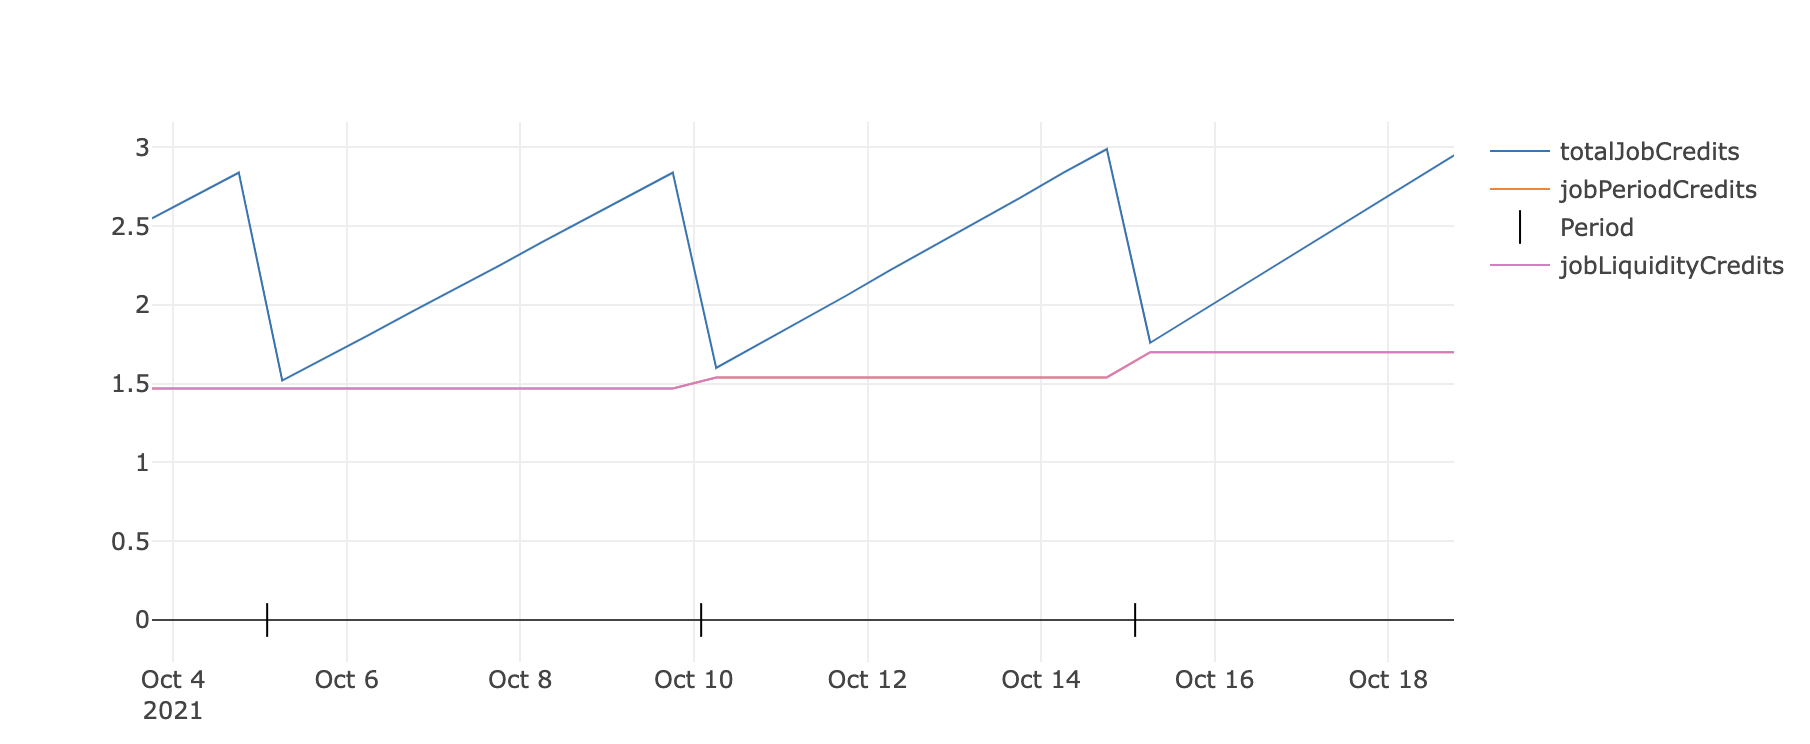 3
2.5
2
1.5
1
0.5
0
Oct 4
2021
Oct 6
Oct 8
Oct 10
Oct 12
Oct 14
Oct 16
Oct 18
totalJobCredits
jobPeriodCredits
Period
jobLiquidityCredits